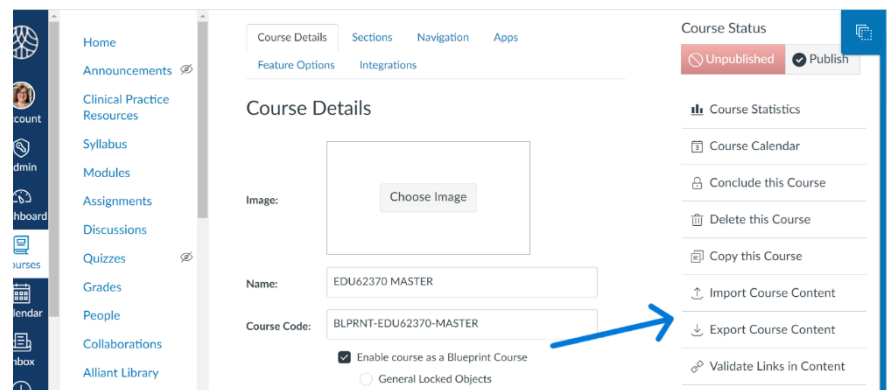 count
dmin
hboard
ourses
lendar
nbox
Home
Announcements
Clinical Practice
Resources
Syllabus
Modules
Assignments
Discussions
Quizzes
Grades
People
Collaborations
Alliant Library
Course Details Sections Navigation Apps
Feature Options Integrations
Course Details
Image:
Choose Image
Name: EDU62370 MASTER
Course Code: BLPRNT-EDU62370-MASTER
Enable course as a Blueprint Course
General Locked Objects
Course Status
Unpublished Publish
Course Statistics
Course Calendar
Conclude this Course
Delete this Course
Copy this Course
Import Course Content
Export Course Content
Validate Links in Content